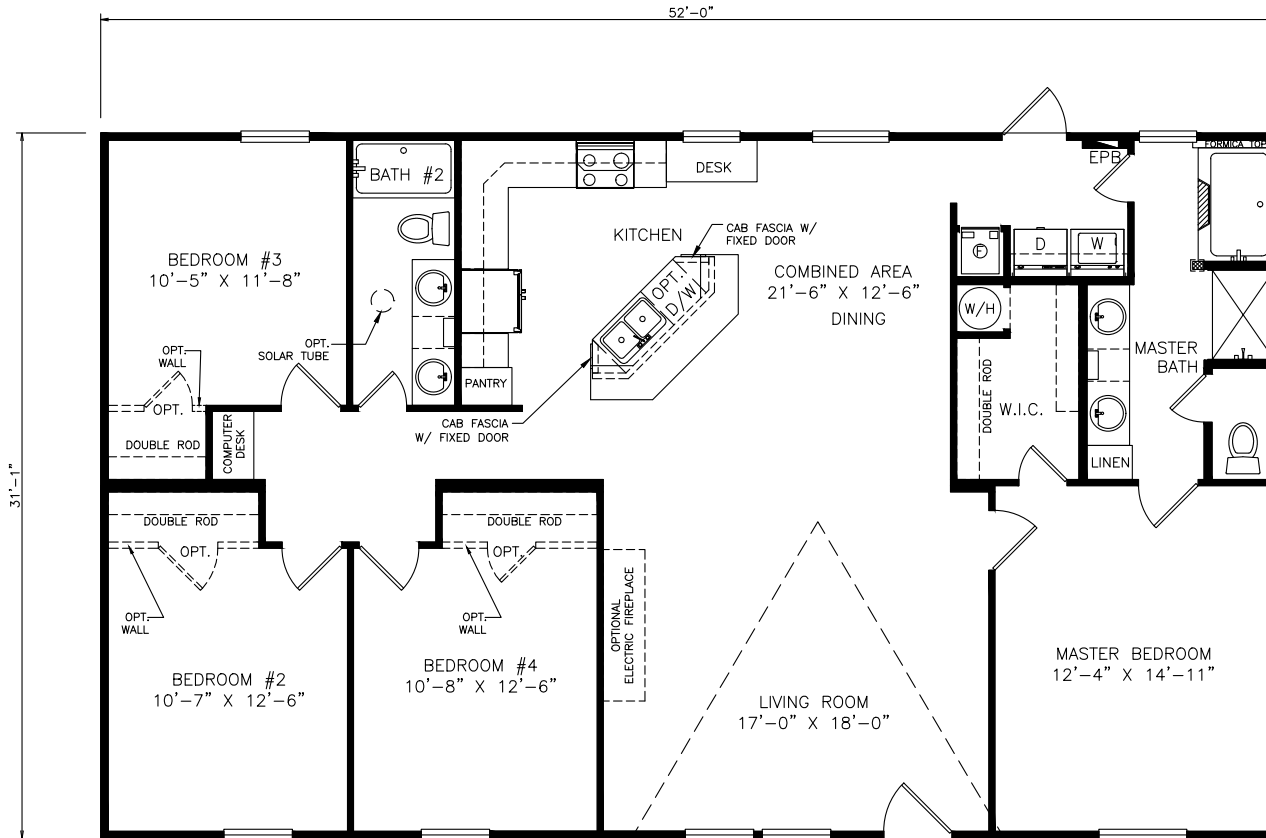 52'-0"
31'-1"
BEDROOM #3
10'-5" X 11'-8"
BATH #2
OPT.
SOLAR TUBE
OPT.
WALL
OPT.
DOUBLE ROD
COMPUTER
DESK
DESK
KITCHEN
CAB FASCIA W/
FIXED DOOR
OPT.
D/W
PANTRY
CAB FASCIA
W/ FIXED DOOR
COMBINED AREA
21'-6" X 12'-6"
DINING
EPB
FORMICA TOP
F
D
W
W/H
DOUBLE ROD
W.I.C.
MASTER
BATH
LINEN
DOUBLE ROD
OPT.
OPT.
WALL
BEDROOM #2
10'-7" X 12'-6"
DOUBLE ROD
OPT.
OPT.
WALL
BEDROOM #4
10'-8" X 12'-6"
OPTIONAL
ELECTRIC FIREPLACE
LIVING ROOM
17'-0" X 18'-0"
MASTER BEDROOM
12'-4" X 14'-11"